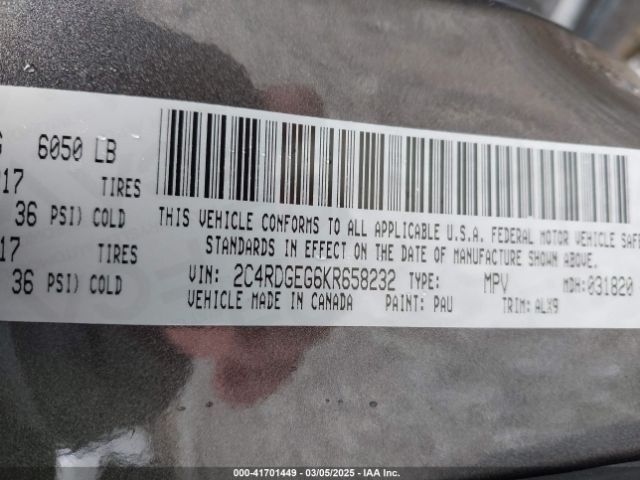 G 6050 LB
17 TIRES
36 PSI) COLD
17 TIRES
36 PSI) COLD
THIS VEHICLE CONFORMS TO ALL APPLICABLE U.S.A. FEDERAL MOTOR VEHICLE SAFE
STANDARDS IN EFFECT ON THE DATE OF MANUFACTURE SHOWN ABOVE.
VIN: 2C4RDGEG6KR658232 TYPE: MPV MDH: 031820
VEHICLE MADE IN CANADA PAINT: PAU TRIM: ALX9
000-41701449 | 03/05/2025 | IAA Inc.